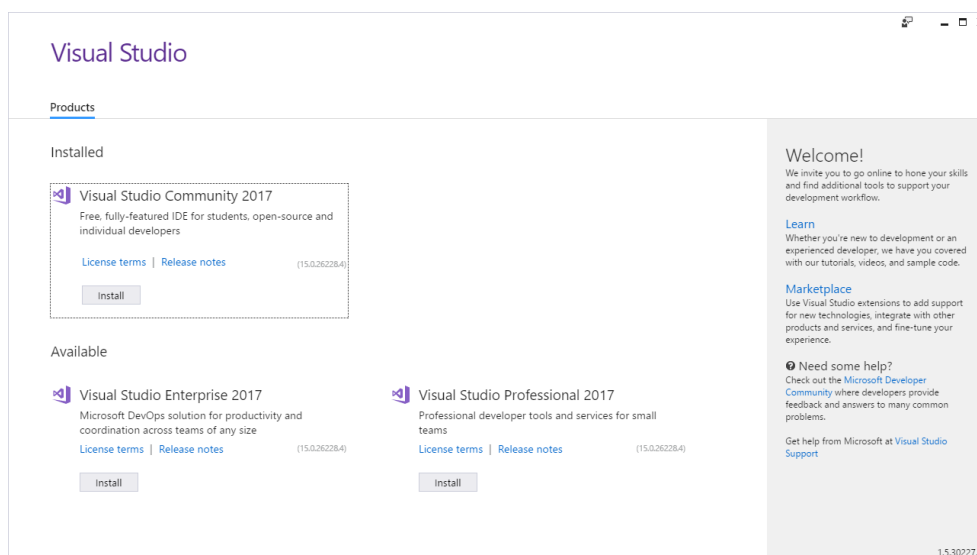 Visual Studio
Products
Installed
Visual Studio Community 2017
Free, fully-featured IDE for students, open-source and
individual developers
License terms | Release notes (15.0.26228.4)
Install
Available
Visual Studio Enterprise 2017
Microsoft DevOps solution for productivity and
coordination across teams of any size
License terms | Release notes (15.0.26228.4)
Install
Visual Studio Professional 2017
Professional developer tools and services for small
teams
License terms | Release notes (15.0.26228.4)
Install
Welcome!
We invite you to go online to hone your skills
and find additional tools to support your
development workflow.
Learn
Whether you're new to development or an
experienced developer, we have you covered
with our tutorials, videos, and sample code.
Marketplace
Use Visual Studio extensions to add support
for new technologies, integrate with other
products and services, and fine-tune your
experience.
Need some help?
Check out the Microsoft Developer
Community where developers provide
feedback and answers to many common
problems.
Get help from Microsoft at Visual Studio
Support
1.5.30227